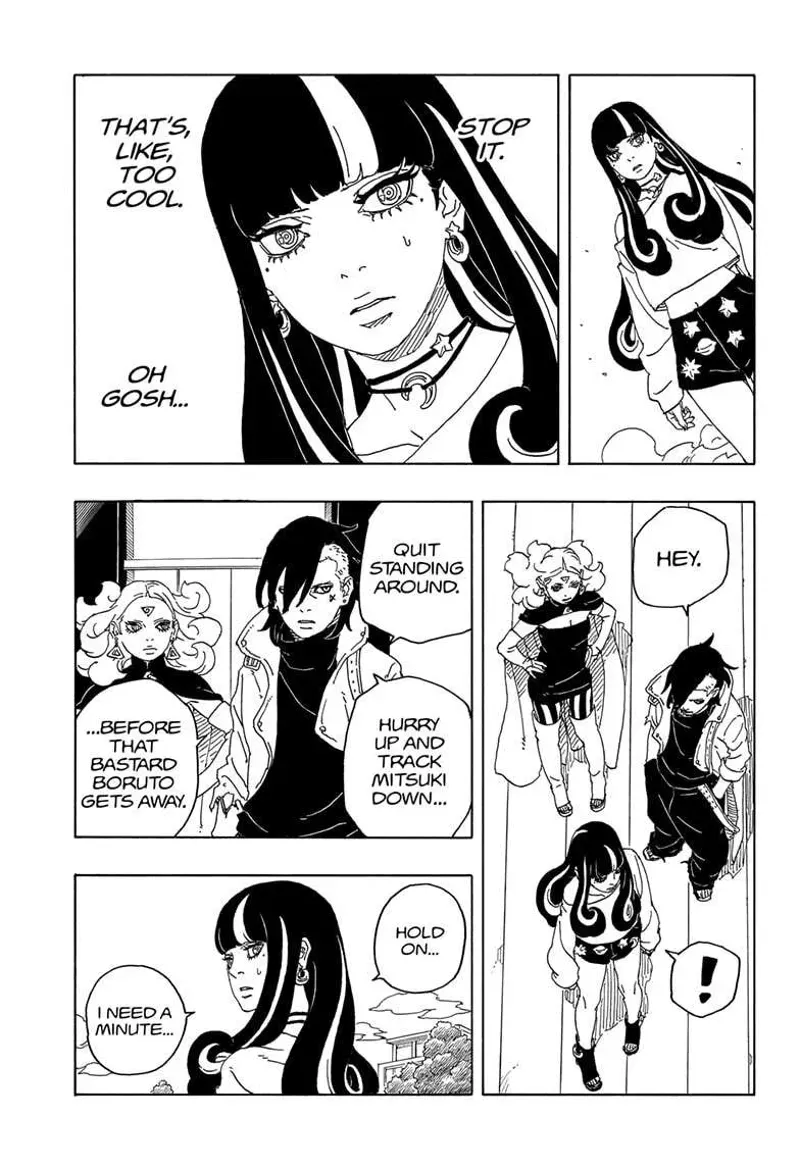 STOP
IT.
THAT'S,
LIKE,
TOO
COOL.
OH
GOSH...
HEY.
!
QUIT
STANDING
AROUND.
HURRY
UP AND
TRACK
MITSUKI
DOWN...
...BEFORE
THAT
BASTARD
BORUTO
GETS AWAY.
HOLD
ON...
I NEED A
MINUTE...